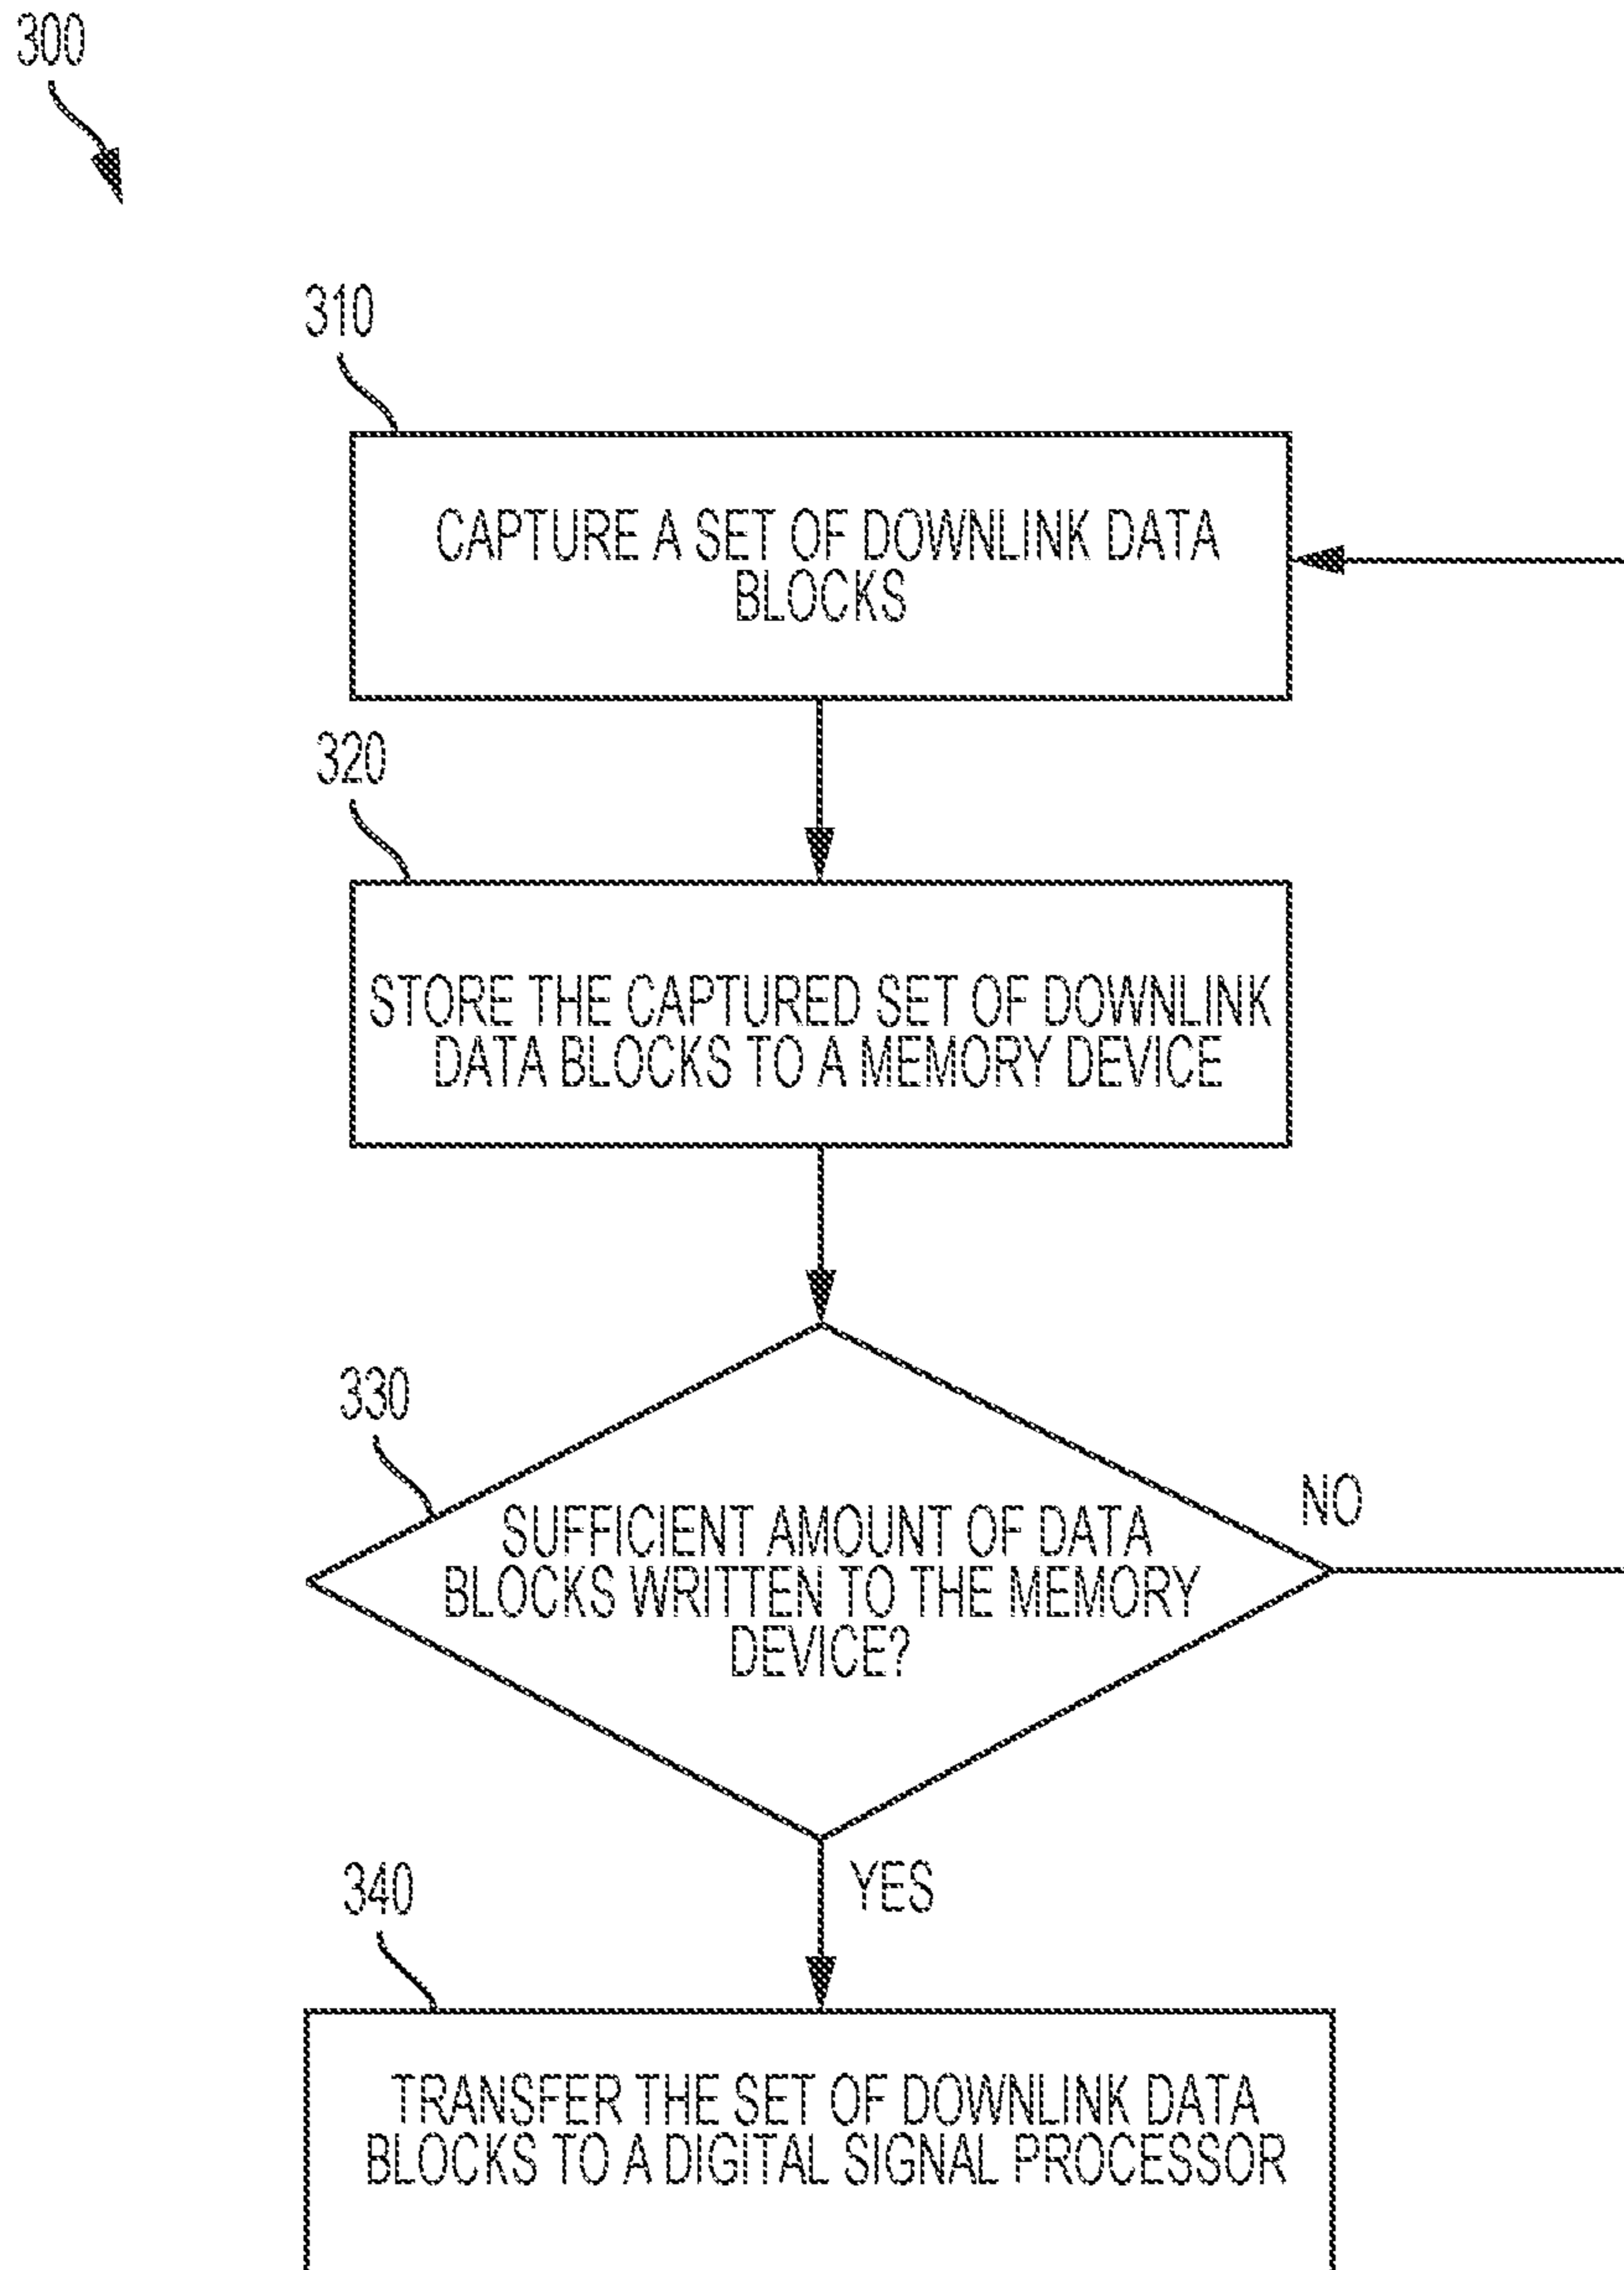 300
310
CAPTURE A SET OF DOWNLINK DATA
BLOCKS
320
STORE THE CAPTURED SET OF DOWNLINK
DATA BLOCKS TO A MEMORY DEVICE
330
SUFFICIENT AMOUNT OF DATA
BLOCKS WRITTEN TO THE MEMORY
DEVICE?
NO
YES
340
TRANSFER THE SET OF DOWNLINK DATA
BLOCKS TO A DIGITAL SIGNAL PROCESSOR